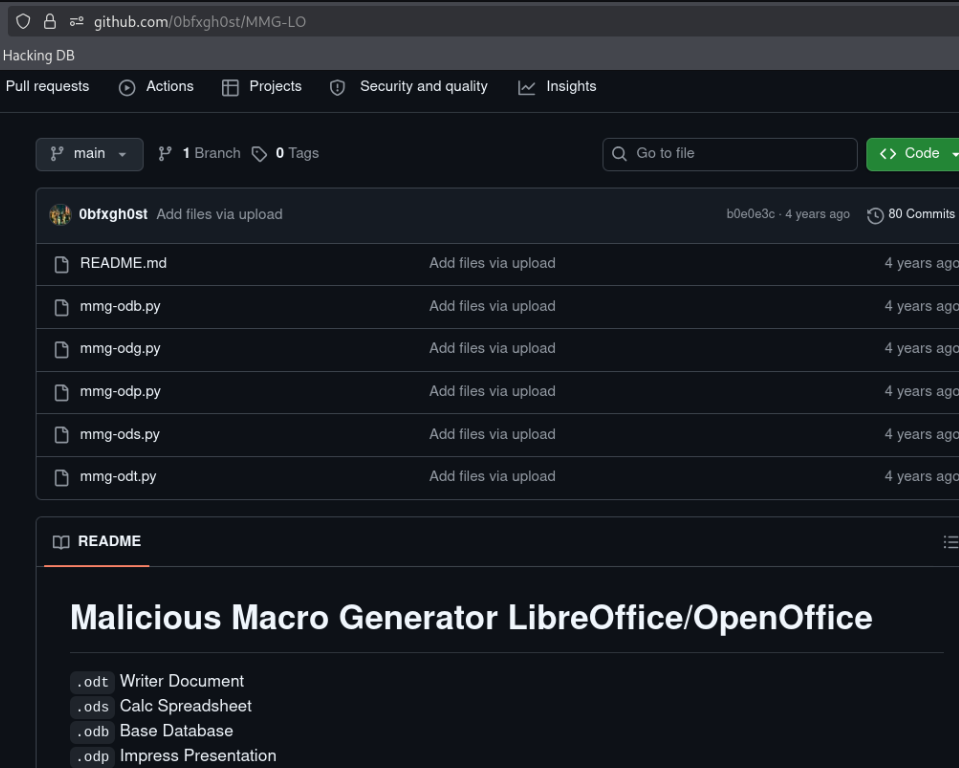 github.com/0bfxgh0st/MMG-LO
Hacking DB
Pull requests Actions Projects Security and quality Insights
main 1 Branch 0 Tags Go to file Code
0bfxgh0st Add files via upload b0e0e3c · 4 years ago 80 Commits
README.md Add files via upload 4 years ago
mmg-odb.py Add files via upload 4 years ago
mmg-odg.py Add files via upload 4 years ago
mmg-odp.py Add files via upload 4 years ago
mmg-ods.py Add files via upload 4 years ago
mmg-odt.py Add files via upload 4 years ago
README
Malicious Macro Generator LibreOffice/OpenOffice
.odt Writer Document
.ods Calc Spreadsheet
.odb Base Database
.odp Impress Presentation